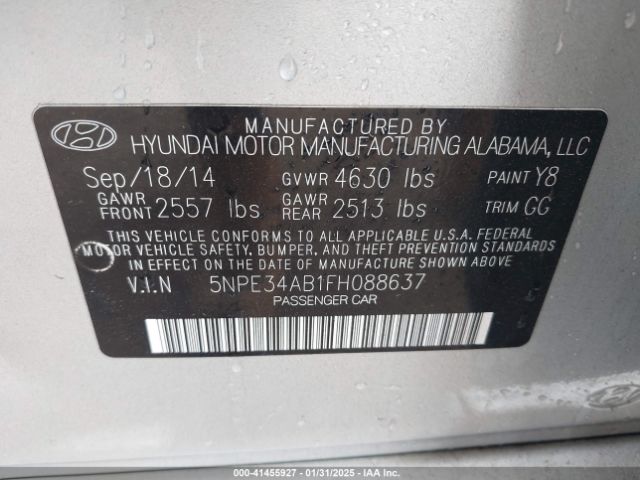 MANUFACTURED BY
HYUNDAI MOTOR MANUFACTURING ALABAMA, LLC
Sep/18/14 GVWR 4630 lbs PAINT Y8
GAWR FRONT 2557 lbs GAWR REAR 2513 lbs TRIM GG
THIS VEHICLE CONFORMS TO ALL APPLICABLE U.S.A. FEDERAL
MOTOR VEHICLE SAFETY, BUMPER, AND THEFT PREVENTION
STANDARDS IN EFFECT ON THE DATE OF MANUFACTURE SHOWN ABOVE.
V.I.N 5NPE34AB1FH088637
PASSENGER CAR
000-41455927 - 01/31/2025 - IAA Inc.